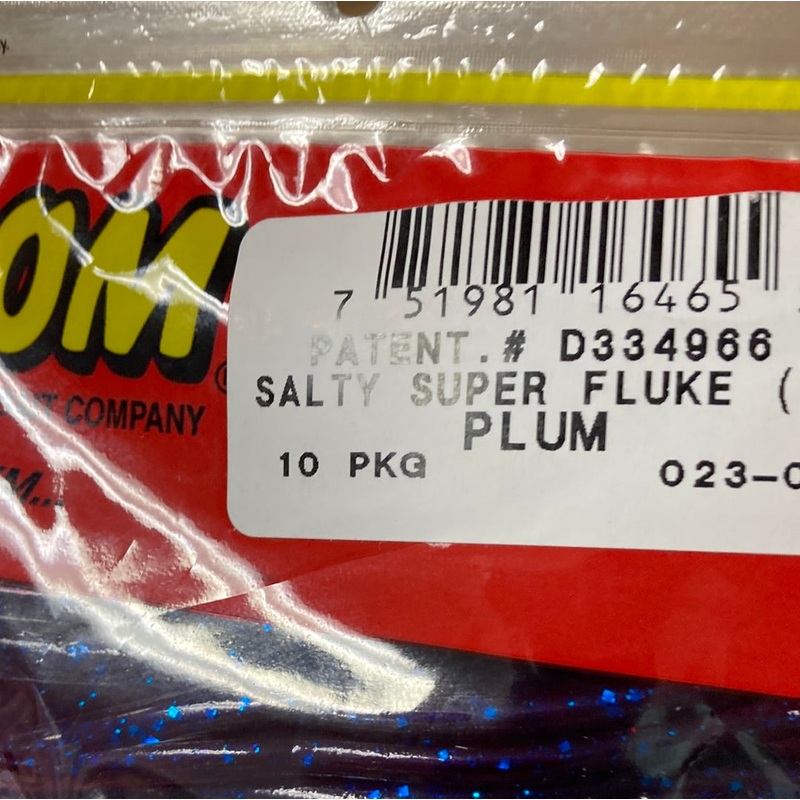 OM
COMPANY
7 51981 16465
PATENT.# D334966
SALTY SUPER FLUKE (
PLUM
10 PKG
023-0